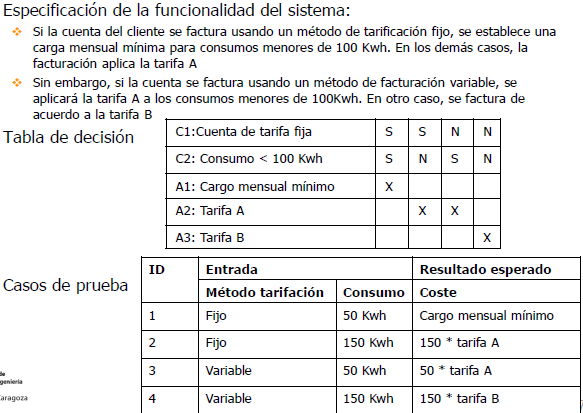 Especificación de la funcionalidad del sistema:
❖ Si la cuenta del cliente se factura usando un método de tarificación fijo, se establece una
carga mensual mínima para consumos menores de 100 Kwh. En los demás casos, la
facturación aplica la tarifa A
❖ Sin embargo, si la cuenta se factura usando un método de facturación variable, se
aplicará la tarifa A a los consumos menores de 100Kwh. En otro caso, se factura de
acuerdo a la tarifa B
Tabla de decisión
C1:Cuenta de tarifa fija S S N N
C2: Consumo < 100 Kwh S N S N
A1: Cargo mensual mínimo X
A2: Tarifa A X X
A3: Tarifa B X
Casos de prueba
ID Entrada Resultado esperado
Método tarifación Consumo Coste
1 Fijo 50 Kwh Cargo mensual mínimo
2 Fijo 150 Kwh 150 * tarifa A
3 Variable 50 Kwh 50 * tarifa A
4 Variable 150 Kwh 150 * tarifa B
de
geniería
aragoza